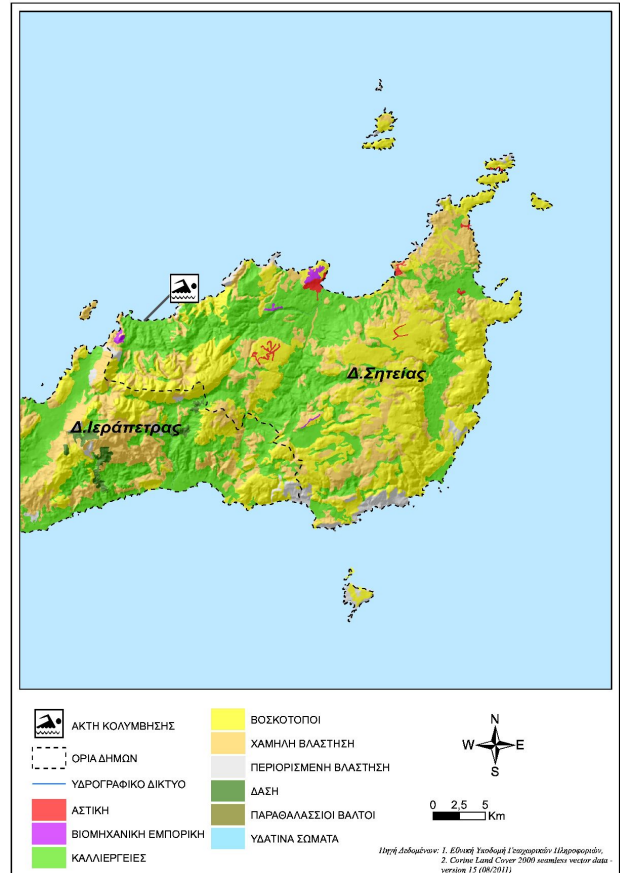 Δ.Σητείας
Δ.Ιεράπετρας
ΑΚΤΗ ΚΟΛΥΜΒΗΣΗΣ
ΟΡΙΑ ΔΗΜΩΝ
ΥΔΡΟΓΡΑΦΙΚΟ ΔΙΚΤΥΟ
ΑΣΤΙΚΗ
ΒΙΟΜΗΧΑΝΙΚΗ ΕΜΠΟΡΙΚΗ
ΚΑΛΛΙΕΡΓΕΙΕΣ
ΒΟΣΚΟΤΟΠΟΙ
ΧΑΜΗΛΗ ΒΛΑΣΤΗΣΗ
ΠΕΡΙΟΡΙΣΜΕΝΗ ΒΛΑΣΤΗΣΗ
ΔΑΣΗ
ΠΑΡΑΘΑΛΑΣΣΙΟΙ ΒΑΛΤΟΙ
ΥΔΑΤΙΝΑ ΣΩΜΑΤΑ
N
W E
S
0 2,5 5
Km
Πηγή Δεδομένων: 1. Εθνική Υποδομή Γεωχωρικών Πληροφοριών,
2. Corine Land Cover 2000 seamless vector data -
version 15 (08/2011)